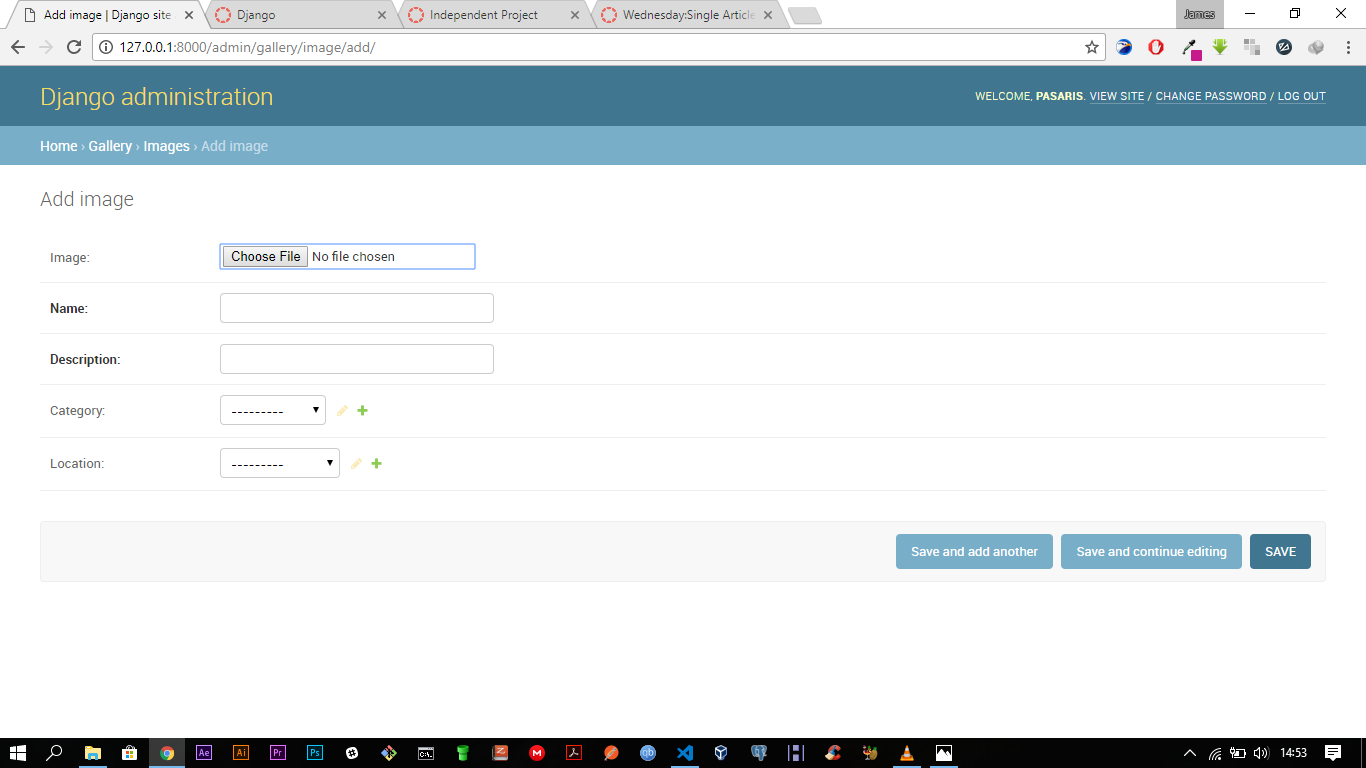 Add image | Django site
Django
Independent Project
Wednesday:Single Article
James
127.0.0.1:8000/admin/gallery/image/add/
Django administration
WELCOME, PASARIS. VIEW SITE / CHANGE PASSWORD / LOG OUT
Home › Gallery › Images › Add image
Add image
Image: Choose File No file chosen
Name:
Description:
Category: ---------
Location: ---------
Save and add another Save and continue editing SAVE
Ae Ai Pr Ps C:\. Z M qb H 14:53